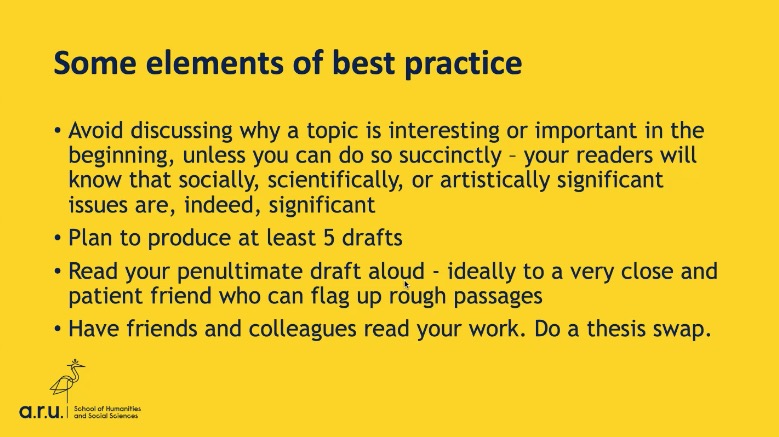 Some elements of best practice
• Avoid discussing why a topic is interesting or important in the
beginning, unless you can do so succinctly – your readers will
know that socially, scientifically, or artistically significant
issues are, indeed, significant
• Plan to produce at least 5 drafts
• Read your penultimate draft aloud - ideally to a very close and
patient friend who can flag up rough passages
• Have friends and colleagues read your work. Do a thesis swap.
a.r.u.
School of Humanities
and Social Sciences